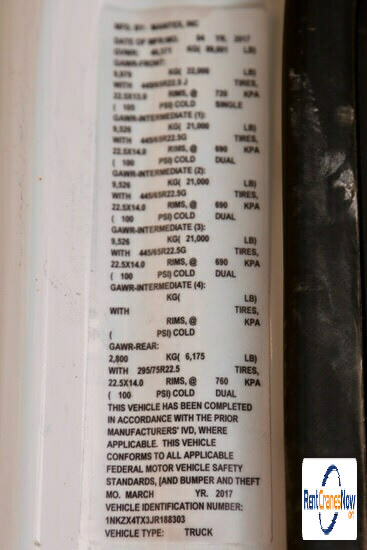 MFG. BY: MANITEX, INC
DATE OF MFR:MO. 04 YR. 2017
GVWR: KG( LB)
GAWR-FRONT:
9,979 KG( 22,000 LB)
WITH TIRES,
22.5X13.0 RIMS, @ 720 KPA
( 105 PSI) COLD SINGLE
GAWR-INTERMEDIATE (1):
9,526 KG( 21,000 LB)
WITH 445/65R22.5G TIRES,
22.5X14.0 RIMS, @ 690 KPA
( 100 PSI) COLD DUAL
GAWR-INTERMEDIATE (2):
9,526 KG( 21,000 LB)
WITH 445/65R22.5G TIRES,
22.5X14.0 RIMS, @ 690 KPA
( 100 PSI) COLD DUAL
GAWR-INTERMEDIATE (3):
9,526 KG( 21,000 LB)
WITH 445/65R22.5G TIRES,
22.5X14.0 RIMS, @ 690 KPA
( 100 PSI) COLD DUAL
GAWR-INTERMEDIATE (4):
KG( LB)
WITH TIRES,
RIMS, @ KPA
( PSI) COLD
GAWR-REAR:
2,800 KG( 6,175 LB)
WITH 295/75R22.5 TIRES,
22.5X14.0 RIMS, @ 760 KPA
( 100 PSI) COLD DUAL
THIS VEHICLE HAS BEEN COMPLETED
IN ACCORDANCE WITH THE PRIOR
MANUFACTURERS' IVD, WHERE
APPLICABLE. THIS VEHICLE
CONFORMS TO ALL APPLICABLE
FEDERAL MOTOR VEHICLE SAFETY
STANDARDS, [AND BUMPER AND THEFT
MO. MARCH YR. 2017
VEHICLE IDENTIFICATION NUMBER:
1NKZX4TX3JR188303
VEHICLE TYPE: TRUCK
RentCranesNow